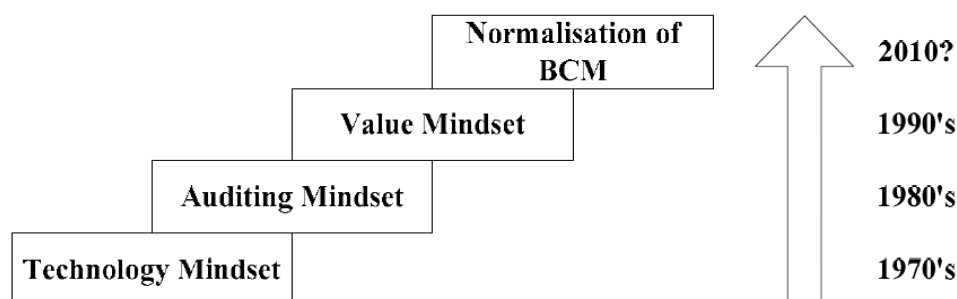 Normalisation of
BCM
2010?
Value Mindset
1990's
Auditing Mindset
1980's
Technology Mindset
1970's